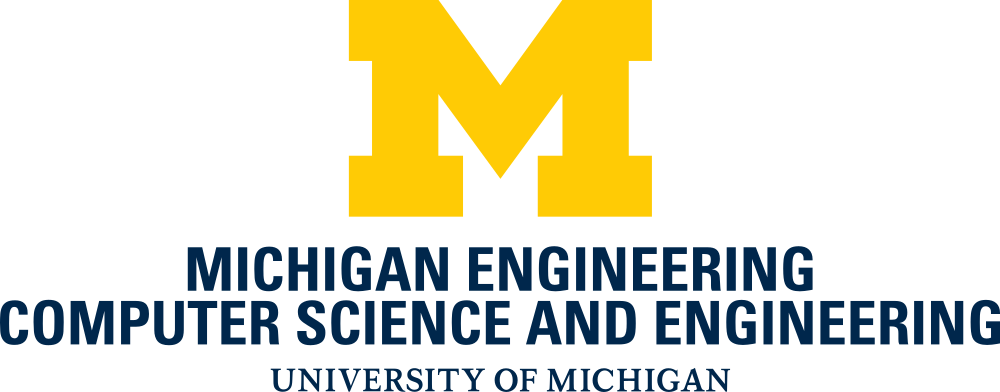 M
MICHIGAN ENGINEERING
COMPUTER SCIENCE AND ENGINEERING
UNIVERSITY OF MICHIGAN